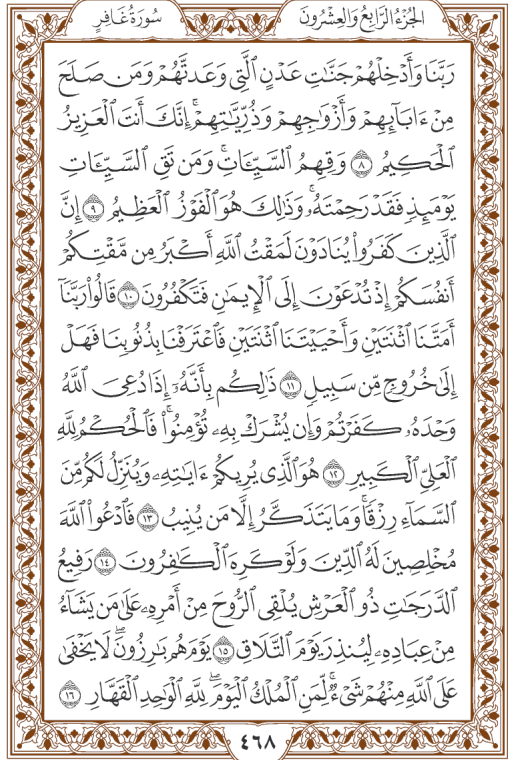 الجُزْءُ الرَّابِعُ وَالعِشْرُونَ
سُورَةُ غَافِرٍ
رَبَّنَا وَأَدْخِلْهُمْ جَنَّٰتِ عَدْنٍ ٱلَّتِي وَعَدتَّهُمْ وَمَن صَلَحَ
مِنْ ءَابَآئِهِمْ وَأَزْوَٰجِهِمْ وَذُرِّيَّٰتِهِمْۚ إِنَّكَ أَنتَ ٱلْعَزِيزُ
ٱلْحَكِيمُ ٨ وَقِهِمُ ٱلسَّيِّـَٔاتِۚ وَمَن تَقِ ٱلسَّيِّـَٔاتِ
يَوْمَئِذٍ فَقَدْ رَحِمْتَهُۥۚ وَذَٰلِكَ هُوَ ٱلْفَوْزُ ٱلْعَظِيمُ ٩ إِنَّ
ٱلَّذِينَ كَفَرُوا۟ يُنَادَوْنَ لَمَقْتُ ٱللَّهِ أَكْبَرُ مِن مَّقْتِكُمْ
أَنفُسَكُمْ إِذْ تُدْعَوْنَ إِلَى ٱلْإِيمَٰنِ فَتَكْفُرُونَ ١٠ قَالُوا۟ رَبَّنَآ
أَمَتَّنَا ٱثْنَتَيْنِ وَأَحْيَيْتَنَا ٱثْنَتَيْنِ فَٱعْتَرَفْنَا بِذُنُوبِنَا فَهَلْ
إِلَىٰ خُرُوجٍ مِّن سَبِيلٍ ١١ ذَٰلِكُم بِأَنَّهُۥٓ إِذَا دُعِيَ ٱللَّهُ
وَحْدَهُۥ كَفَرْتُمْ وَإِن يُشْرَكْ بِهِۦ تُؤْمِنُوا۟ۚ فَٱلْحُكْمُ لِلَّهِ
ٱلْعَلِيِّ ٱلْكَبِيرِ ١٢ هُوَ ٱلَّذِي يُرِيكُمْ ءَايَٰتِهِۦ وَيُنَزِّلُ لَكُم مِّنَ
ٱلسَّمَآءِ رِزْقًاۚ وَمَا يَتَذَكَّرُ إِلَّا مَن يُنِيبُ ١٣ فَٱدْعُوا۟ ٱللَّهَ
مُخْلِصِينَ لَهُ ٱلدِّينَ وَلَوْ كَرِهَ ٱلْكَٰفِرُونَ ١٤ رَفِيعُ
ٱلدَّرَجَٰتِ ذُو ٱلْعَرْشِ يُلْقِي ٱلرُّوحَ مِنْ أَمْرِهِۦ عَلَىٰ مَن يَشَآءُ
مِنْ عِبَادِهِۦ لِيُنذِرَ يَوْمَ ٱلتَّلَاقِ ١٥ يَوْمَ هُم بَٰرِزُونَۖ لَا يَخْفَىٰ
عَلَى ٱللَّهِ مِنْهُمْ شَيْءٌۚ لِّمَنِ ٱلْمُلْكُ ٱلْيَوْمَۖ لِلَّهِ ٱلْوَٰحِدِ ٱلْقَهَّارِ ١٦
٤٦٨